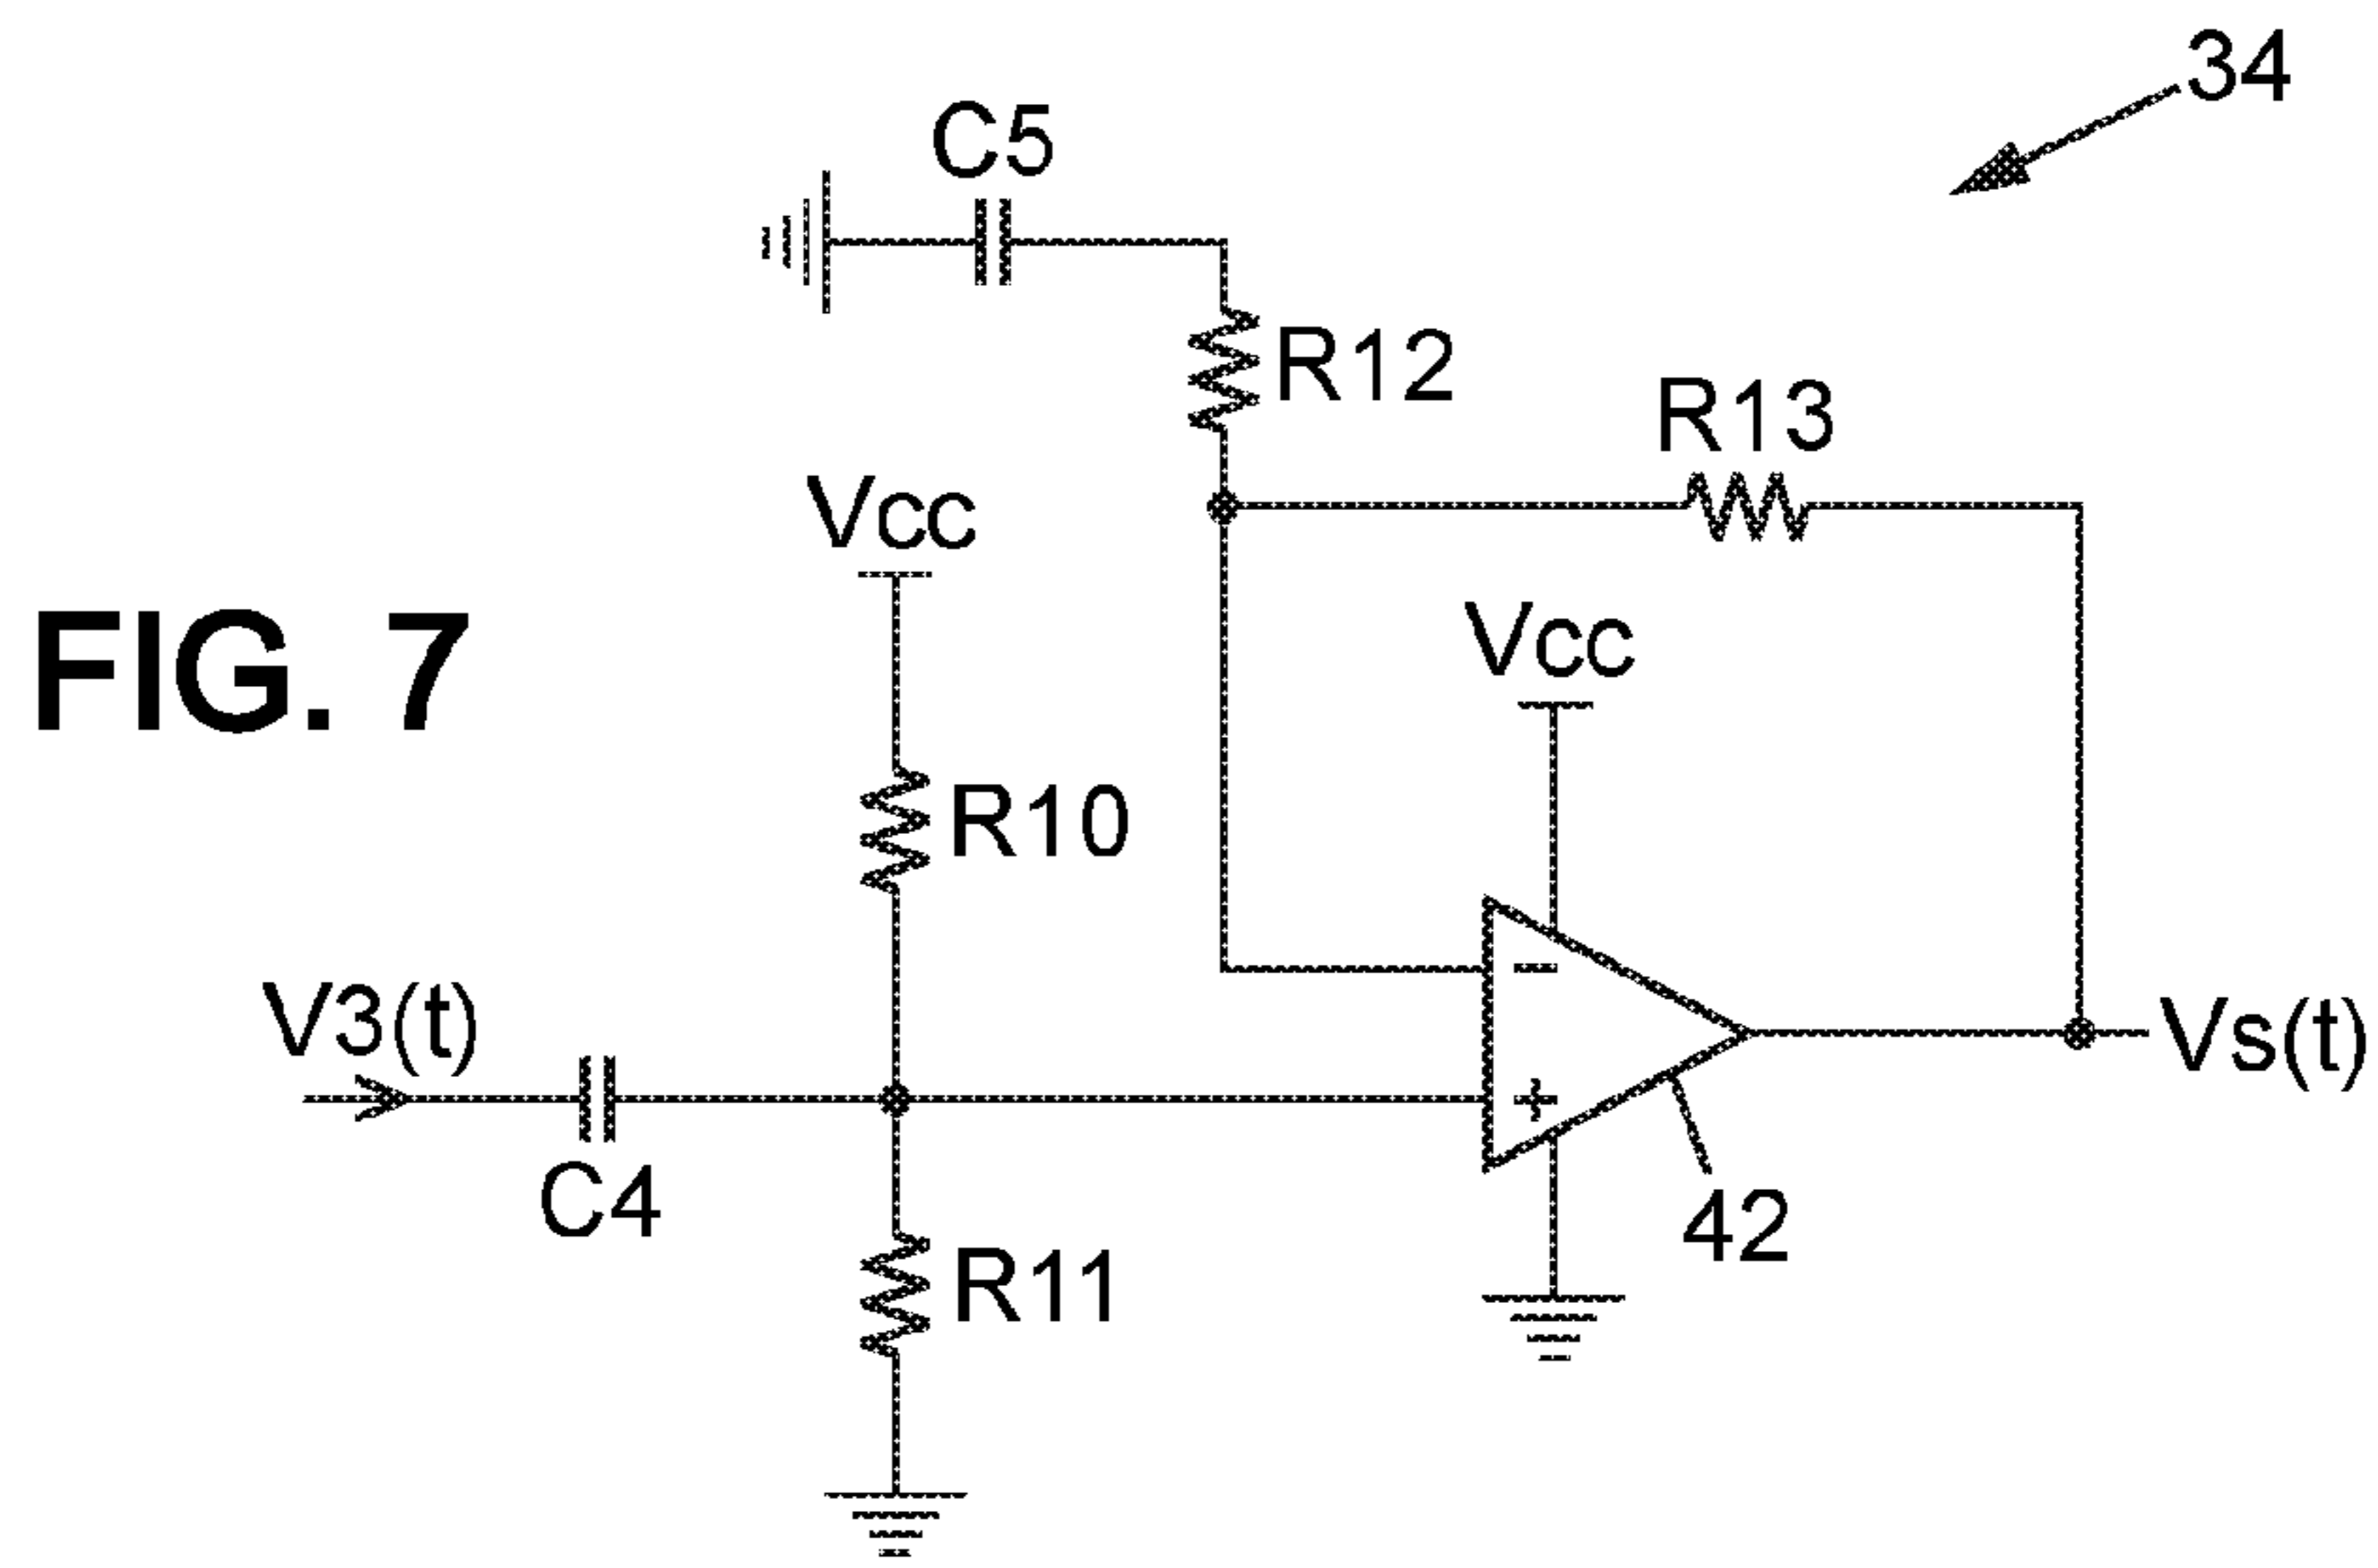 34
C5
R12
R13
Vcc
Vcc
FIG. 7
R10
V3(t)
Vs(t)
C4
42
R11